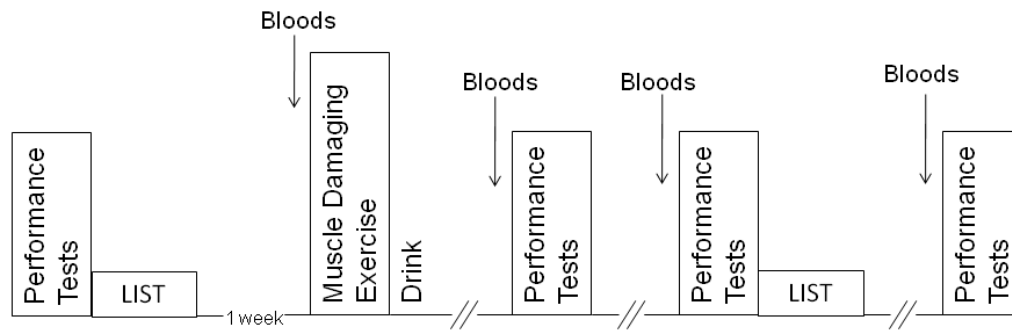 Bloods
Bloods
Bloods
Bloods
Performance
Tests
LIST
1 week
Muscle Damaging
Exercise
Drink
Performance
Tests
Performance
Tests
LIST
Performance
Tests